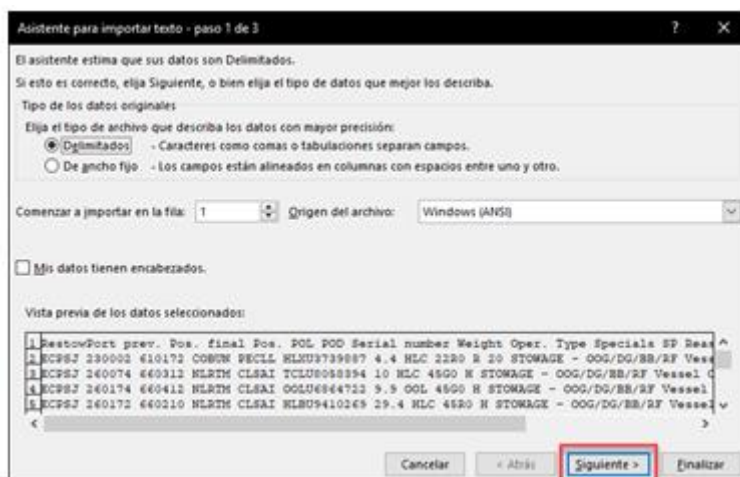 Asistente para importar texto - paso 1 de 3 ? ×
El asistente estima que sus datos son Delimitados.
Si esto es correcto, elija Siguiente, o bien elija el tipo de datos que mejor los describa.
Tipo de los datos originales
Elija el tipo de archivo que describa los datos con mayor precisión:
Delimitados - Caracteres como comas o tabulaciones separan campos.
De ancho fijo - Los campos están alineados en columnas con espacios entre uno y otro.
Comenzar a importar en la fila: 1 Origen del archivo: Windows (ANSI)
Mis datos tienen encabezados.
Vista previa de los datos seleccionados:
1 RestowPort prev. Pos. final Pos. POL POD Serial number Weight Oper. Type Specials SP Reas
2 ECPSJ 230002 610172 COBUN PECLL HLXU3739887 4.4 HLC 22R0 R 20 STOWAGE - OOG/DG/BB/RF Vess
3 ECPSJ 260074 660312 NLRTM CLSAI TCLU8058394 10 HLC 45G0 H STOWAGE - OOG/DG/BB/RF Vessel
4 ECPSJ 260174 660412 NLRTM CLSAI OOLU6864722 9.9 OOL 45G0 H STOWAGE - OOG/DG/BB/RF Vessel
5 ECPSJ 260172 660210 NLRTM CLSAI HLBU9410269 29.4 HLC 45R0 H STOWAGE - OOG/DG/BB/RF Vessel
Cancelar < Atrás Siguiente > Finalizar